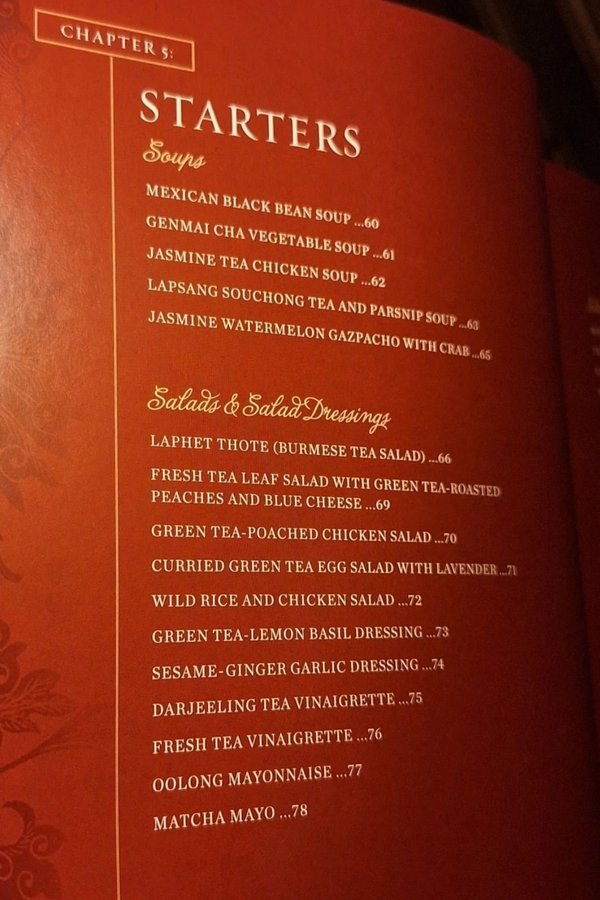 CHAPTER 5:
STARTERS
Soups
MEXICAN BLACK BEAN SOUP ...60
GENMAI CHA VEGETABLE SOUP ...61
JASMINE TEA CHICKEN SOUP ...62
LAPSANG SOUCHONG TEA AND PARSNIP SOUP ...63
JASMINE WATERMELON GAZPACHO WITH CRAB ...65
Salads & Salad Dressings
LAPHET THOTE (BURMESE TEA SALAD) ...66
FRESH TEA LEAF SALAD WITH GREEN TEA-ROASTED
PEACHES AND BLUE CHEESE ...69
GREEN TEA-POACHED CHICKEN SALAD ...70
CURRIED GREEN TEA EGG SALAD WITH LAVENDER ...71
WILD RICE AND CHICKEN SALAD ...72
GREEN TEA-LEMON BASIL DRESSING ...73
SESAME-GINGER GARLIC DRESSING ...74
DARJEELING TEA VINAIGRETTE ...75
FRESH TEA VINAIGRETTE ...76
OOLONG MAYONNAISE ...77
MATCHA MAYO ...78